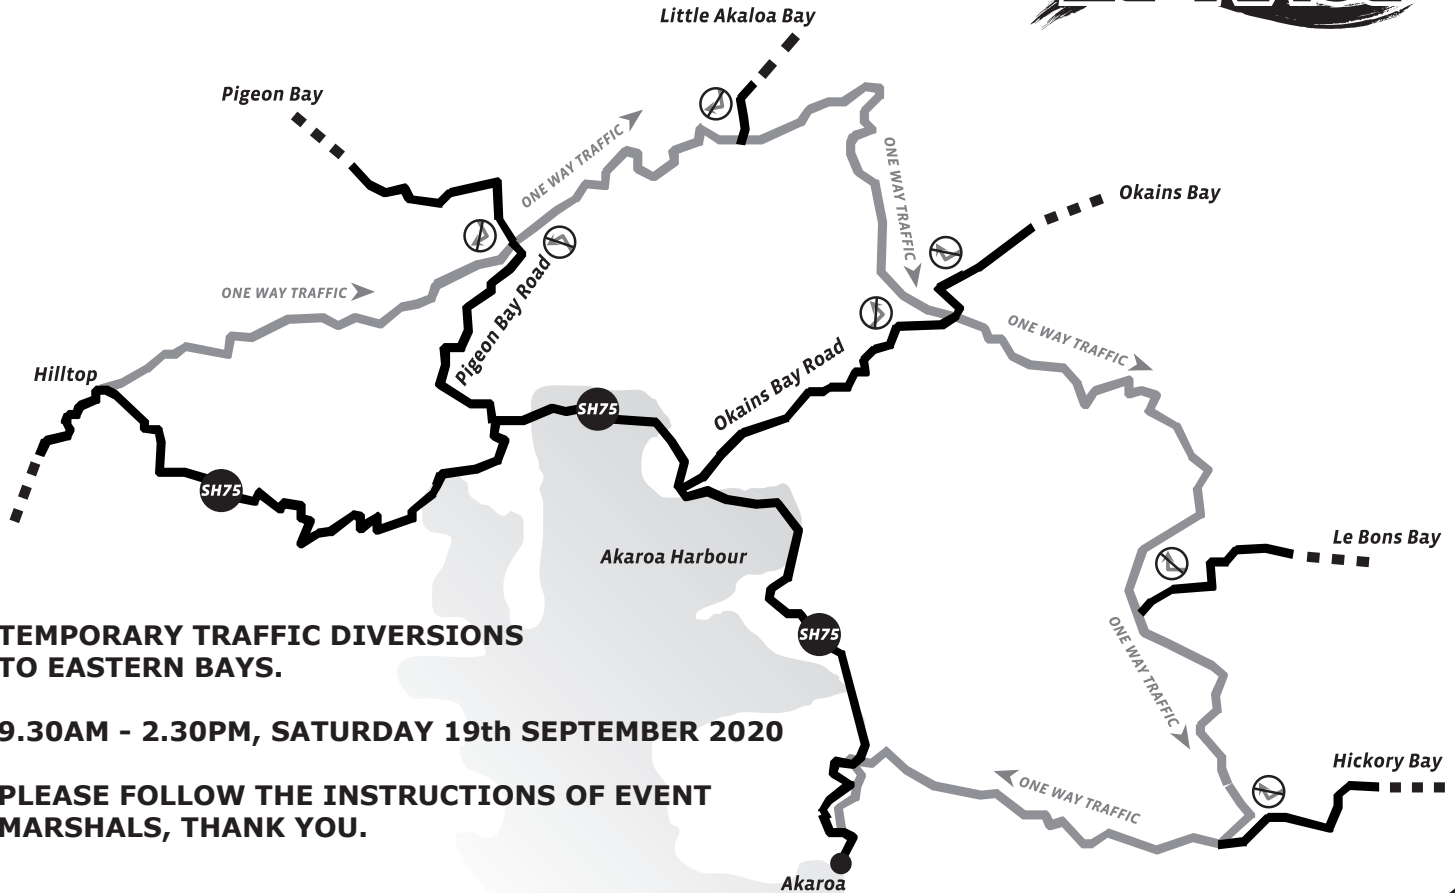 Little Akaloa Bay
Pigeon Bay
ONE WAY TRAFFIC
ONE WAY TRAFFIC
Okains Bay
ONE WAY TRAFFIC
Pigeon Bay Road
ONE WAY TRAFFIC
Hilltop
Okains Bay Road
SH75
SH75
Akaroa Harbour
Le Bons Bay
SH75
ONE WAY TRAFFIC
TEMPORARY TRAFFIC DIVERSIONS
TO EASTERN BAYS.
9.30AM - 2.30PM, SATURDAY 19th SEPTEMBER 2020
Hickory Bay
ONE WAY TRAFFIC
PLEASE FOLLOW THE INSTRUCTIONS OF EVENT
MARSHALS, THANK YOU.
Akaroa